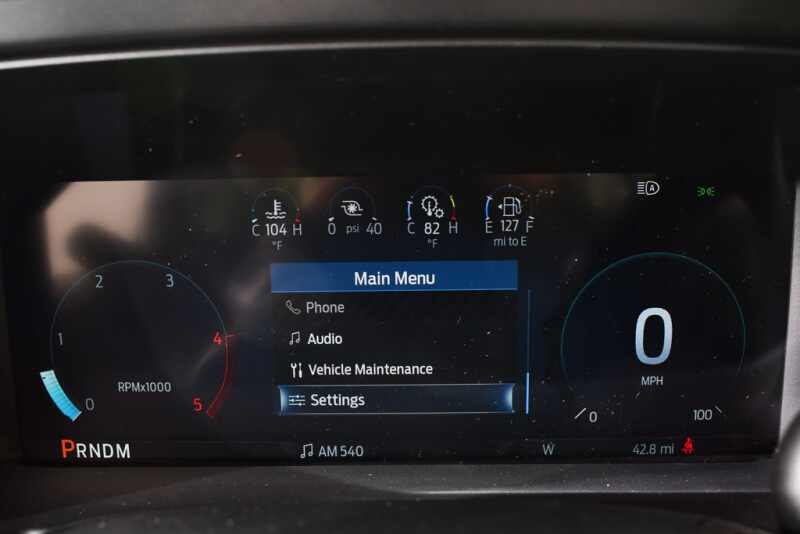 A
C 104 H
°F
0 psi 40
C 82 H
°F
E 127 F
mi to E
Main Menu
Phone
Audio
Vehicle Maintenance
Settings
0
1
2
3
4
5
RPMx1000
0
MPH
0
100
PRNDM
AM 540
W
42.8 mi